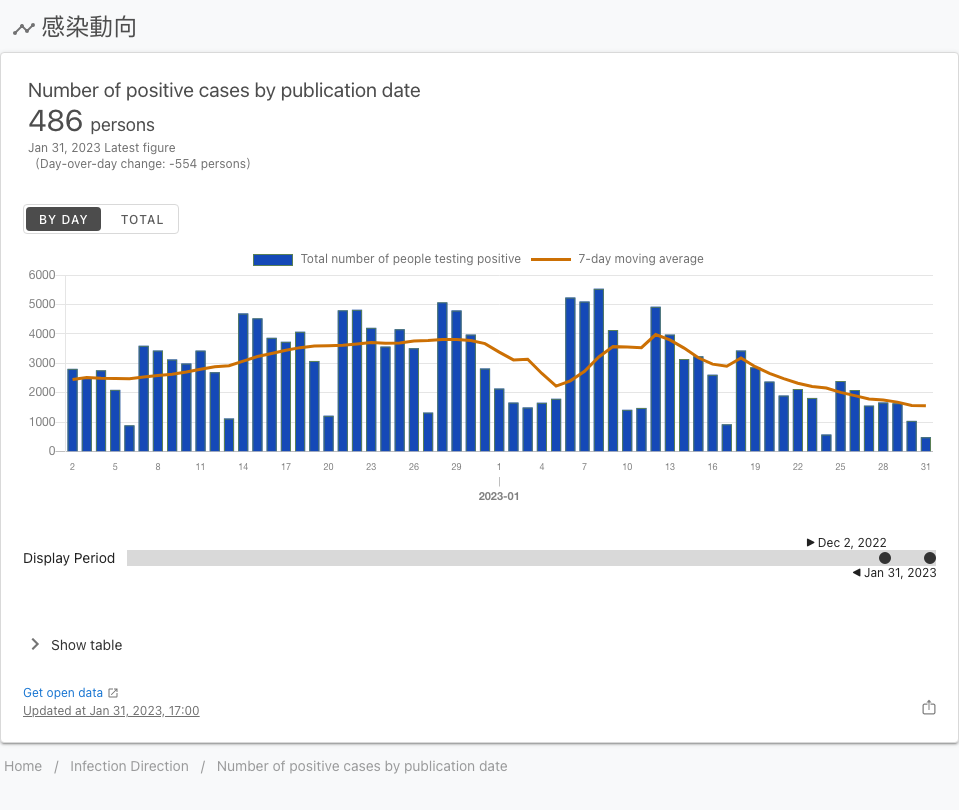 感染動向
Number of positive cases by publication date
486 persons
Jan 31, 2023 Latest figure
(Day-over-day change: -554 persons)
BY DAY TOTAL
Total number of people testing positive 7-day moving average
6000
5000
4000
3000
2000
1000
0
2 5 8 11 14 17 20 23 26 29 1 4 7 10 13 16 19 22 25 28 31
2023-01
Dec 2, 2022
Display Period
Jan 31, 2023
Show table
Get open data
Updated at Jan 31, 2023, 17:00
Home / Infection Direction / Number of positive cases by publication date